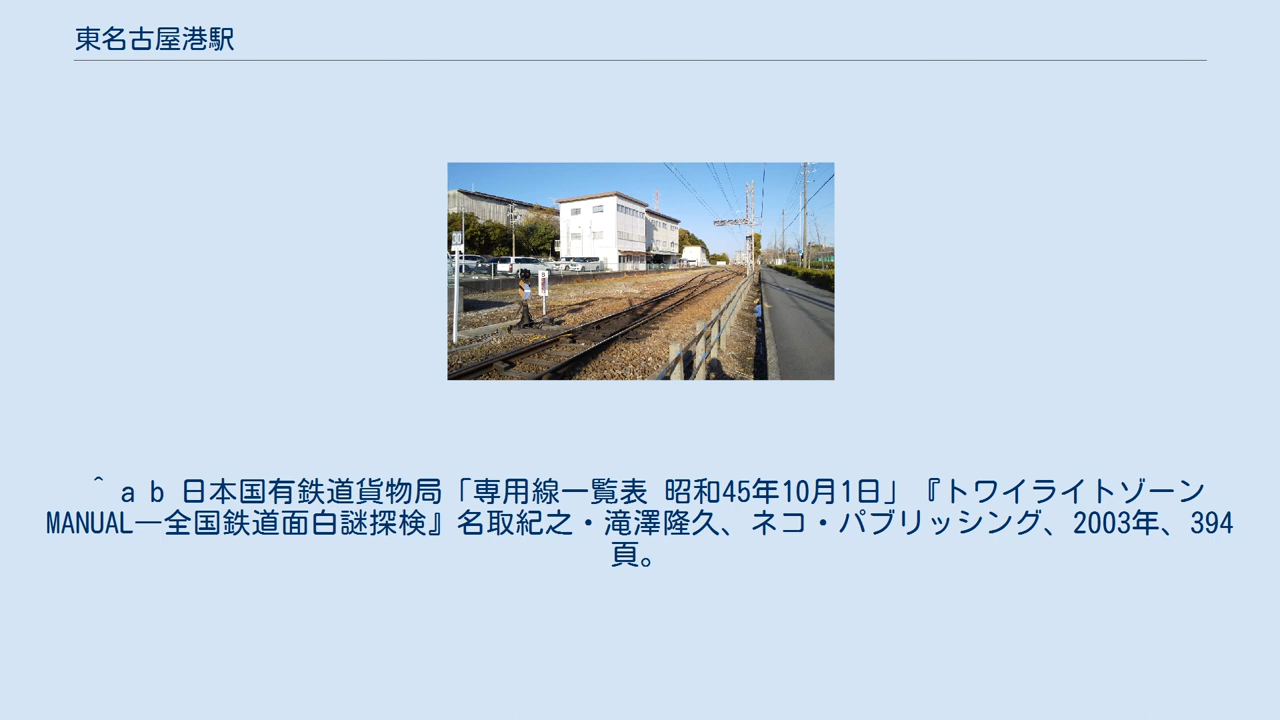 東名古屋港駅
^ a b 日本国有鉄道貨物局「専用線一覧表 昭和45年10月1日」『トワイライトゾーン
MANUAL―全国鉄道面白謎探検』名取紀之・滝澤隆久、ネコ・パブリッシング、2003年、394
頁。